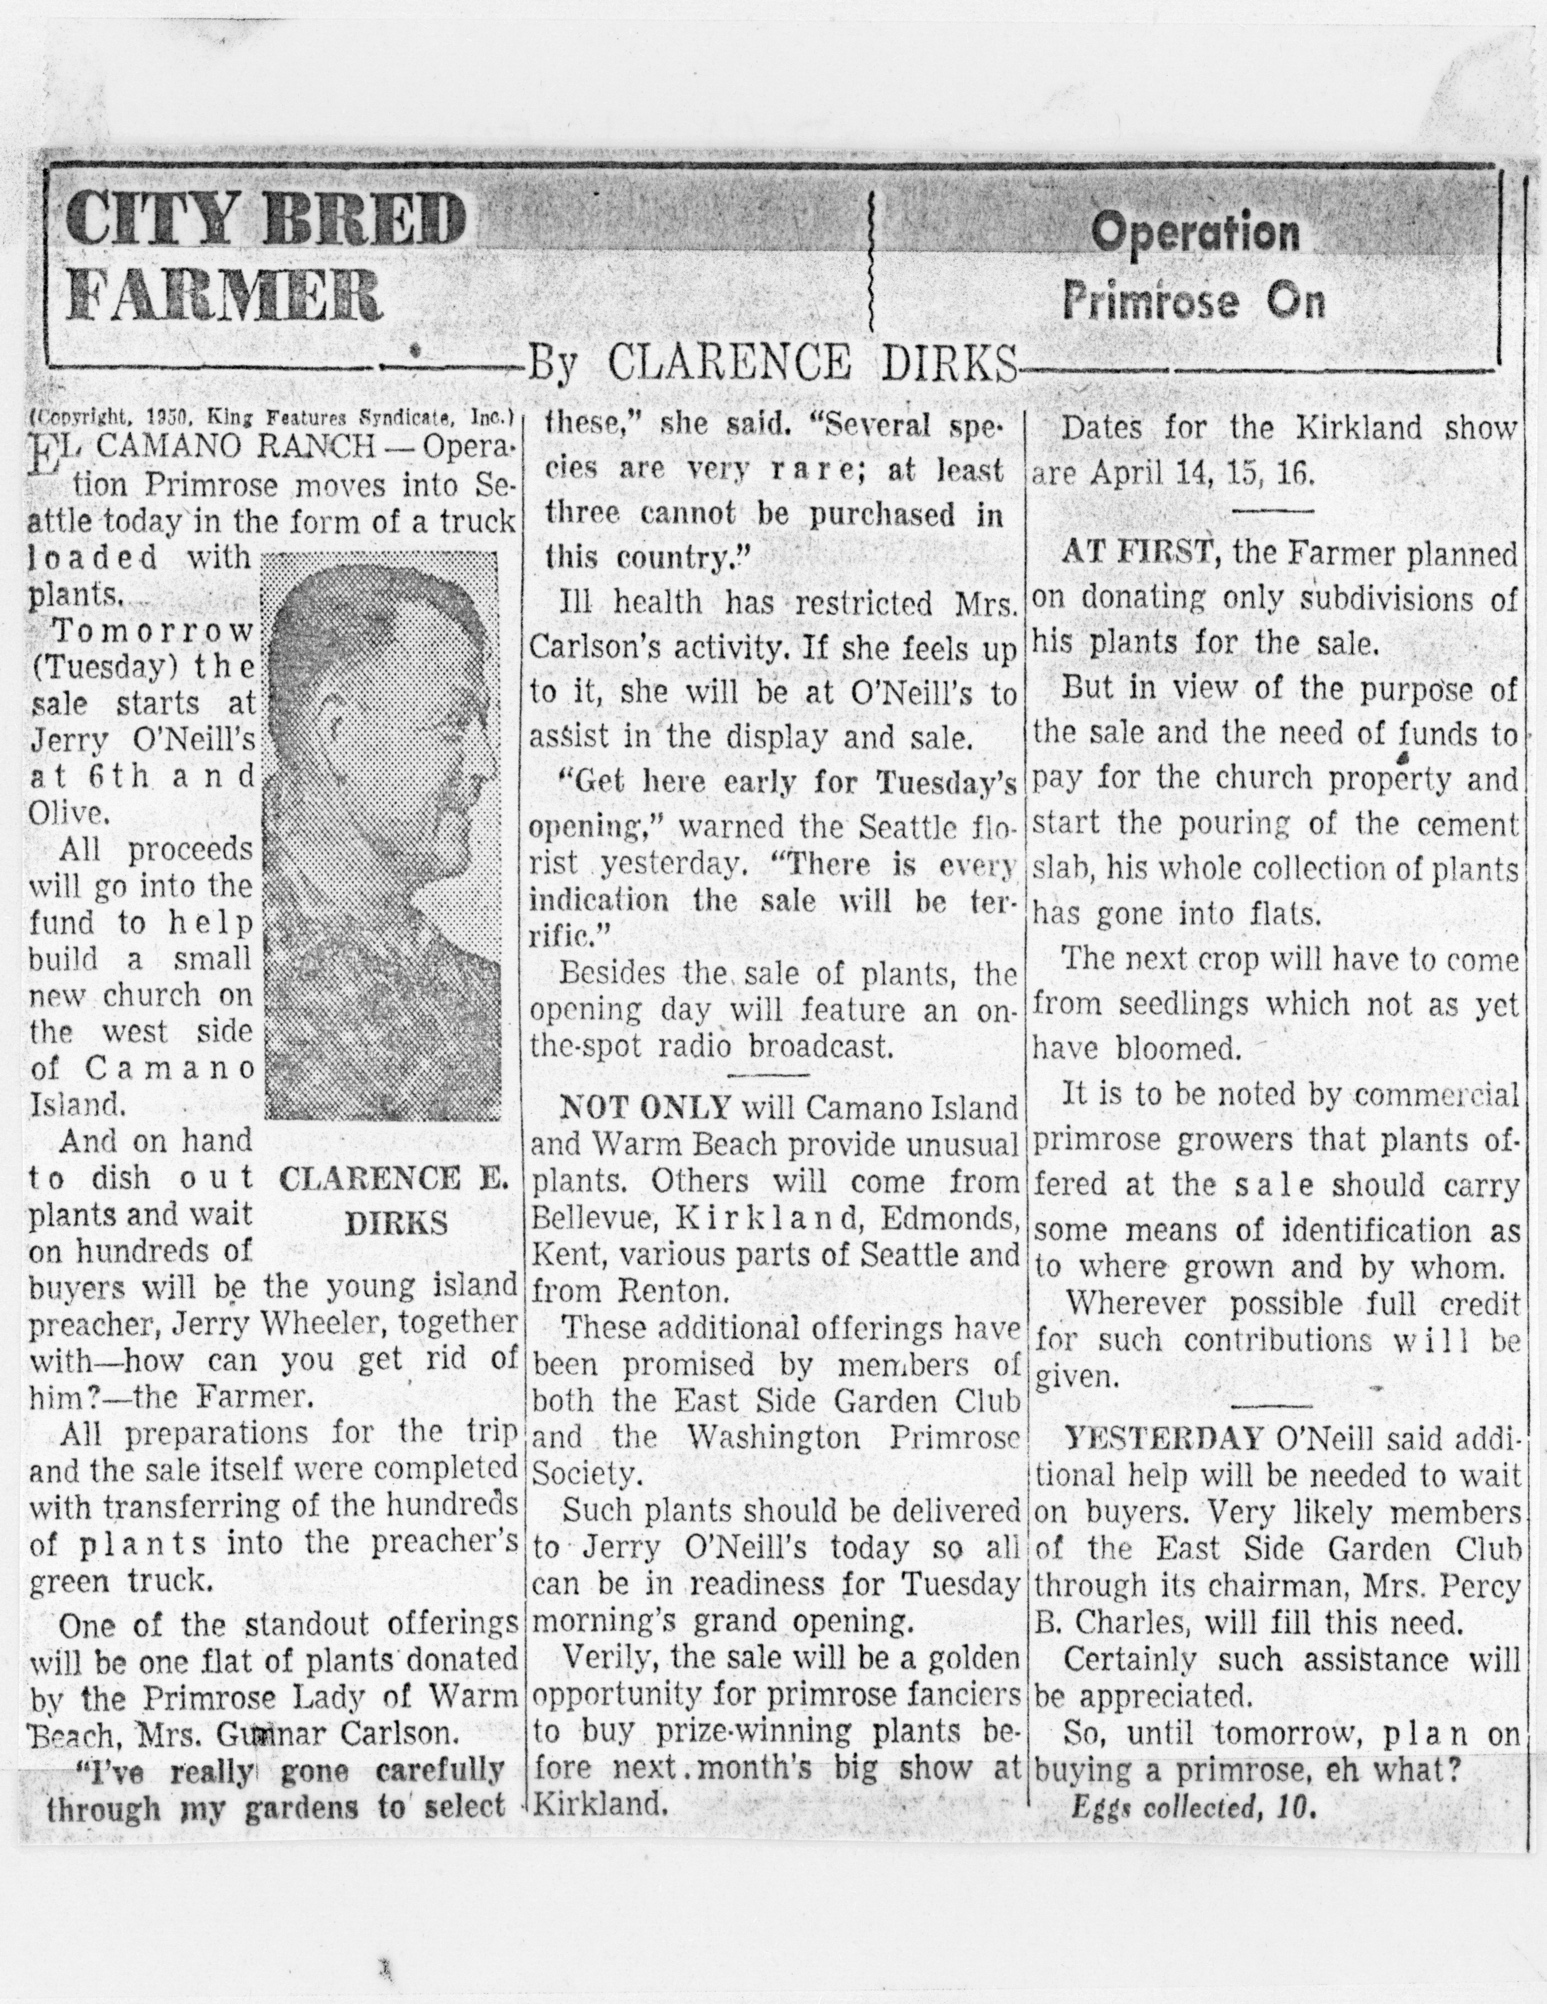 CITY BRED
FARMER
Operation
Primrose On
By CLARENCE DIRKS
(Copyright, 1950, King Features Syndicate, Inc.)
EL CAMANO RANCH — Opera-
tion Primrose moves into Se-
attle today in the form of a truck
loaded with
plants.
Tomorrow
(Tuesday) the
sale starts at
Jerry O'Neill's
at 6th and
Olive.
All proceeds
will go into the
fund to help
build a small
new church on
the west side
of Camano
Island.
And on hand
to dish out
plants and wait
on hundreds of
CLARENCE E.
DIRKS
buyers will be the young island
preacher, Jerry Wheeler, together
with—how can you get rid of
him?—the Farmer.
All preparations for the trip
and the sale itself were completed
with transferring of the hundreds
of plants into the preacher's
green truck.
One of the standout offerings
will be one flat of plants donated
by the Primrose Lady of Warm
Beach, Mrs. Gunnar Carlson.
"I've really gone carefully
through my gardens to select
these," she said. "Several spe-
cies are very rare; at least
three cannot be purchased in
this country."
Ill health has restricted Mrs.
Carlson's activity. If she feels up
to it, she will be at O'Neill's to
assist in the display and sale.
"Get here early for Tuesday's
opening," warned the Seattle flo-
rist yesterday. "There is every
indication the sale will be ter-
rific."
Besides the sale of plants, the
opening day will feature an on-
the-spot radio broadcast.
NOT ONLY will Camano Island
and Warm Beach provide unusual
plants. Others will come from
Bellevue, Kirkland, Edmonds,
Kent, various parts of Seattle and
from Renton.
These additional offerings have
been promised by members of
both the East Side Garden Club
and the Washington Primrose
Society.
Such plants should be delivered
to Jerry O'Neill's today so all
can be in readiness for Tuesday
morning's grand opening.
Verily, the sale will be a golden
opportunity for primrose fanciers
to buy prize-winning plants be-
fore next month's big show at
Kirkland.
Dates for the Kirkland show
are April 14, 15, 16.
AT FIRST, the Farmer planned
on donating only subdivisions of
his plants for the sale.
But in view of the purpose of
the sale and the need of funds to
pay for the church property and
start the pouring of the cement
slab, his whole collection of plants
has gone into flats.
The next crop will have to come
from seedlings which not as yet
have bloomed.
It is to be noted by commercial
primrose growers that plants of-
fered at the sale should carry
some means of identification as
to where grown and by whom.
Wherever possible full credit
for such contributions will be
given.
YESTERDAY O'Neill said addi-
tional help will be needed to wait
on buyers. Very likely members
of the East Side Garden Club
through its chairman, Mrs. Percy
B. Charles, will fill this need.
Certainly such assistance will
be appreciated.
So, until tomorrow, plan on
buying a primrose, eh what?
Eggs collected, 10.